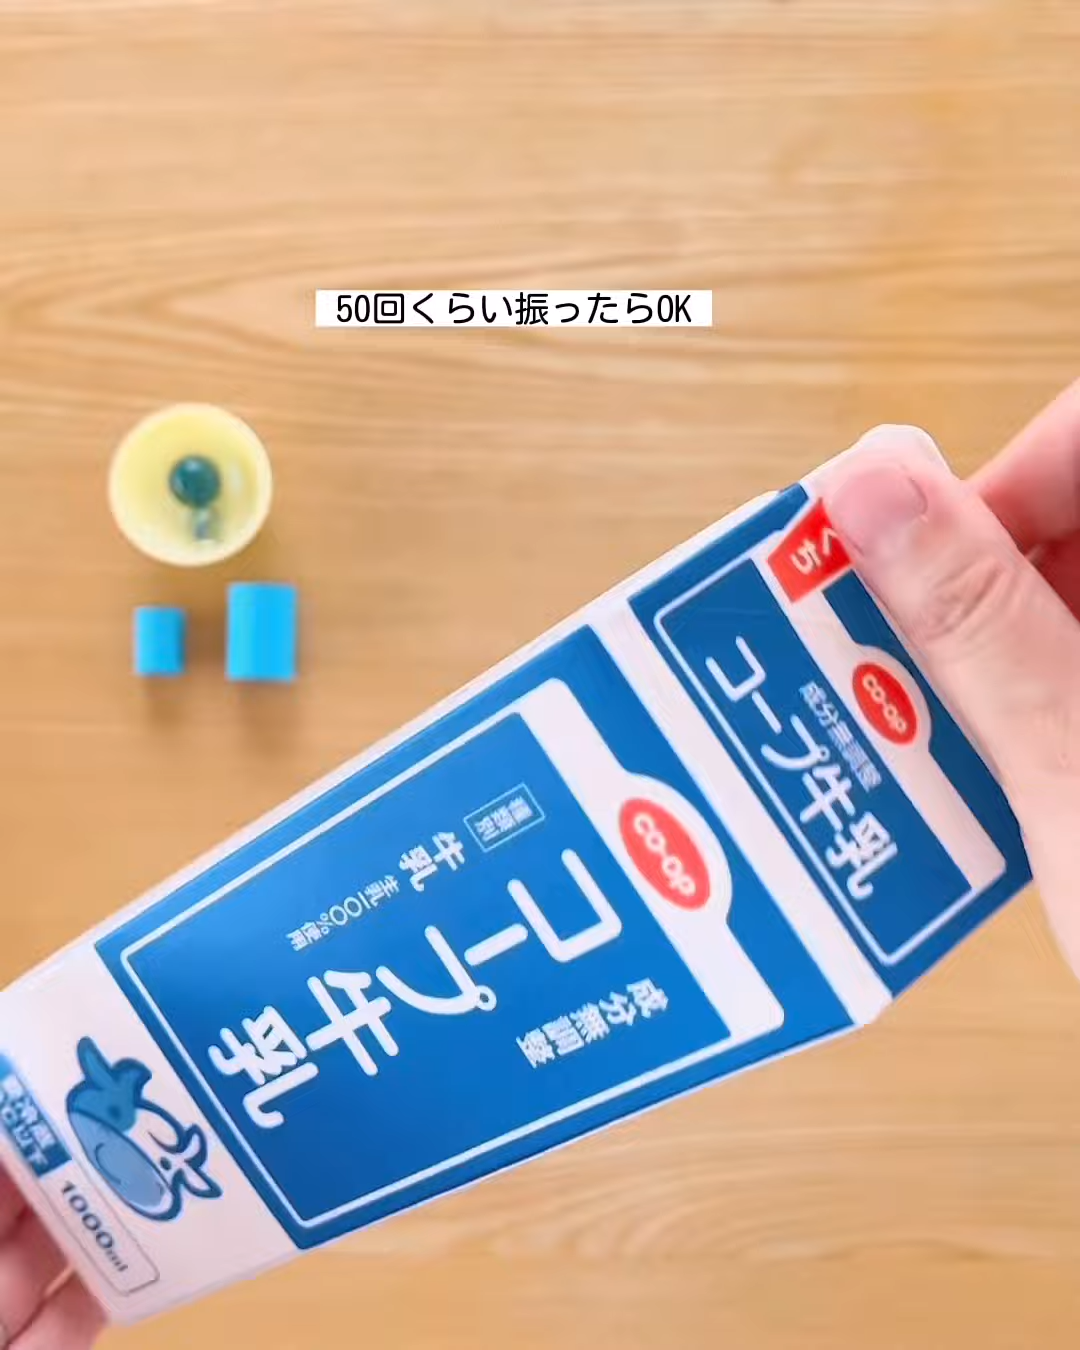 50回くらい振ったらOK
くち
CO-OP
成分無調整
コープ牛乳
CO-OP
成分無調整
コープ牛乳
種類別
牛乳
生乳100%使用
1000ml